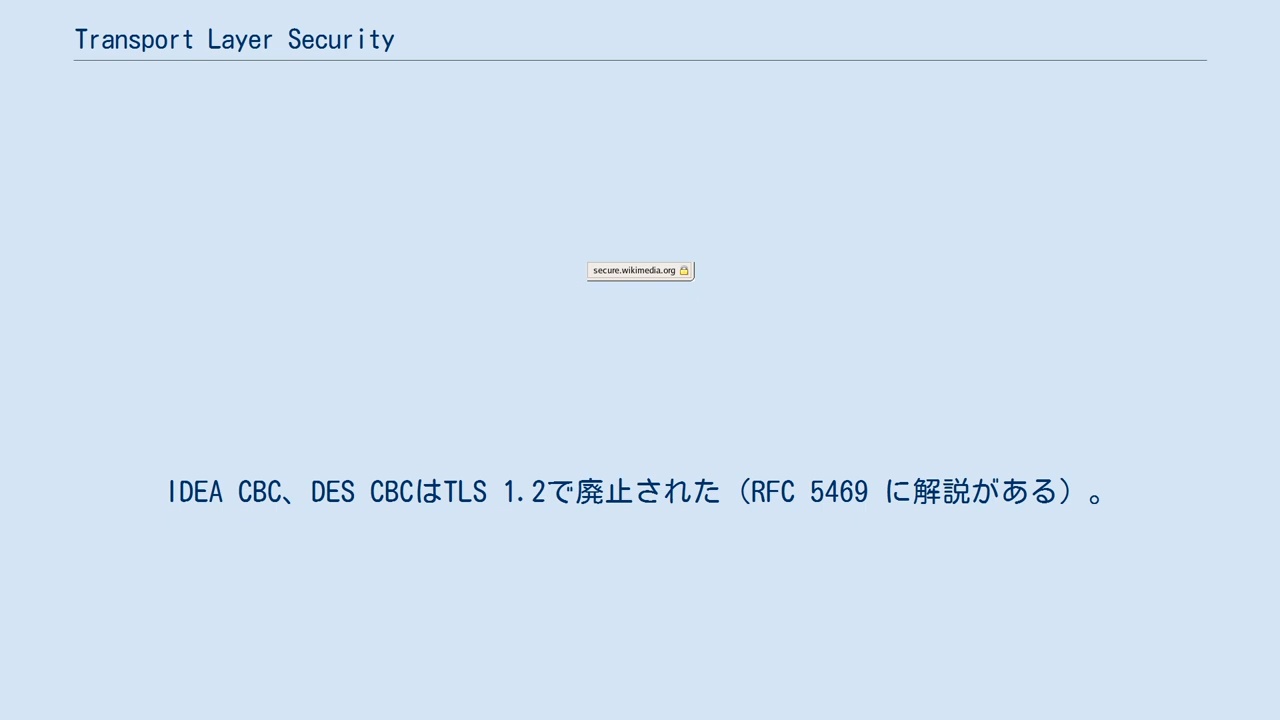 Transport Layer Security
secure.wikimedia.org
IDEA CBC、DES CBCはTLS 1.2で廃止された（RFC 5469 に解説がある）。